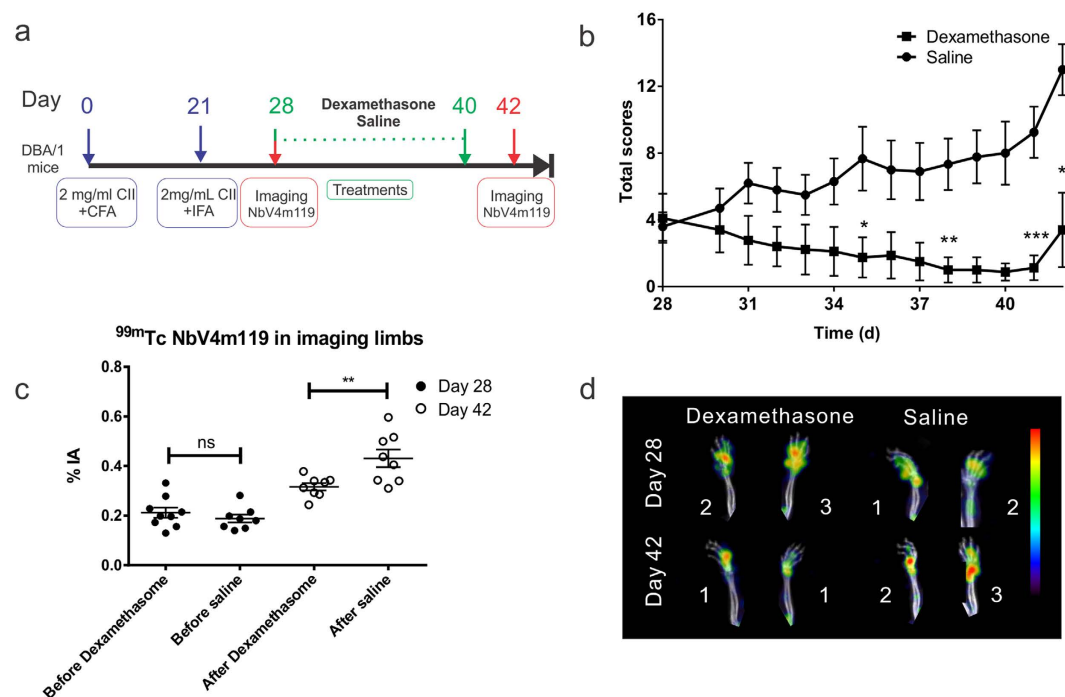 a
Day
0
21
28
Dexamethasone
Saline
40
42
DBA/1
mice
2 mg/ml CII
+CFA
2mg/mL CII
+IFA
Imaging
NbV4m119
Treatments
Imaging
NbV4m119
b
Dexamethasone
Saline
Total scores
16
12
8
4
0
*
**
***
*
28
31
34
37
40
Time (d)
c
99mTc NbV4m119 in imaging limbs
% IA
0.8
0.6
0.4
0.2
0.0
ns
**
Day 28
Day 42
Before Dexamethasome
Before saline
After Dexamethasome
After saline
d
Dexamethasone
Saline
Day 28
2
3
1
2
Day 42
1
1
2
3